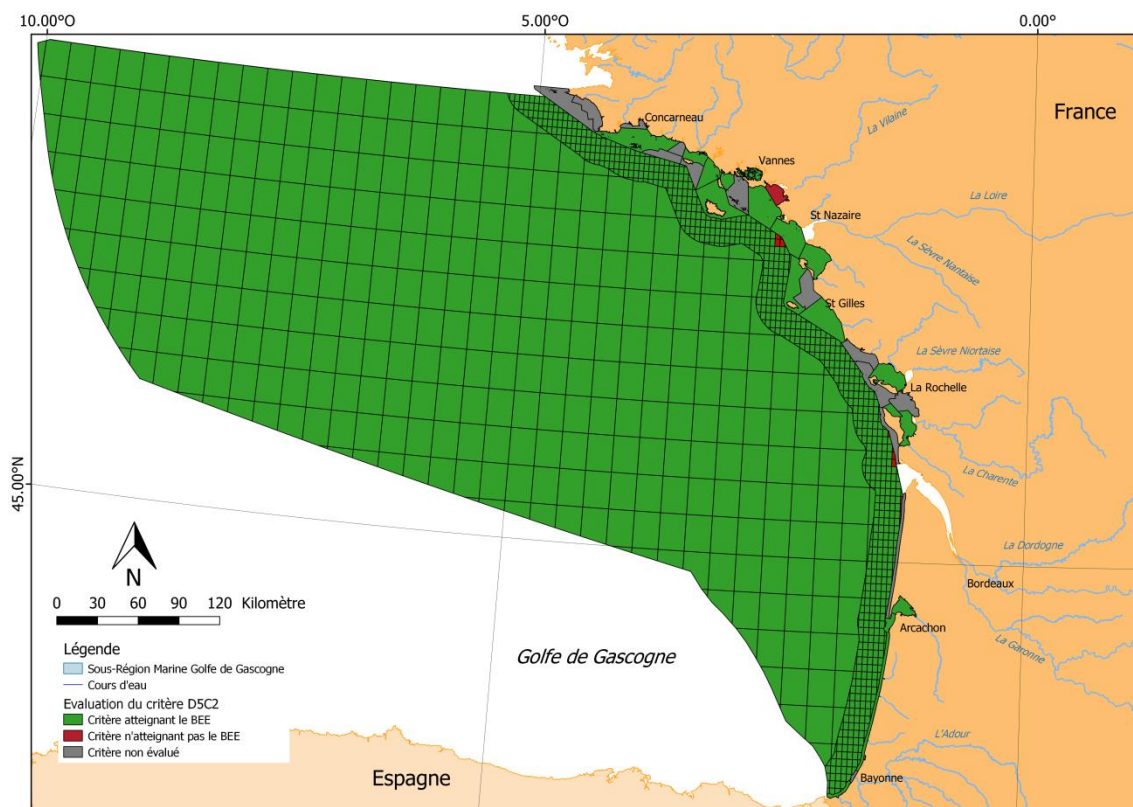 10.00°O
5.00°O
0.00°
45.00°N
France
Concarneau
La Vilaine
Vannes
La Loire
St Nazaire
La Sèvre Nantaise
St Gilles
La Sèvre Niortaise
La Rochelle
La Charente
La Dordogne
Bordeaux
Arcachon
La Garonne
Golfe de Gascogne
L'Adour
Bayonne
Espagne
N
0 30 60 90 120 Kilomètre
Légende
Sous-Région Marine Golfe de Gascogne
Cours d'eau
Evaluation du critère D5C2
Critère atteignant le BEE
Critère n'atteignant pas le BEE
Critère non évalué